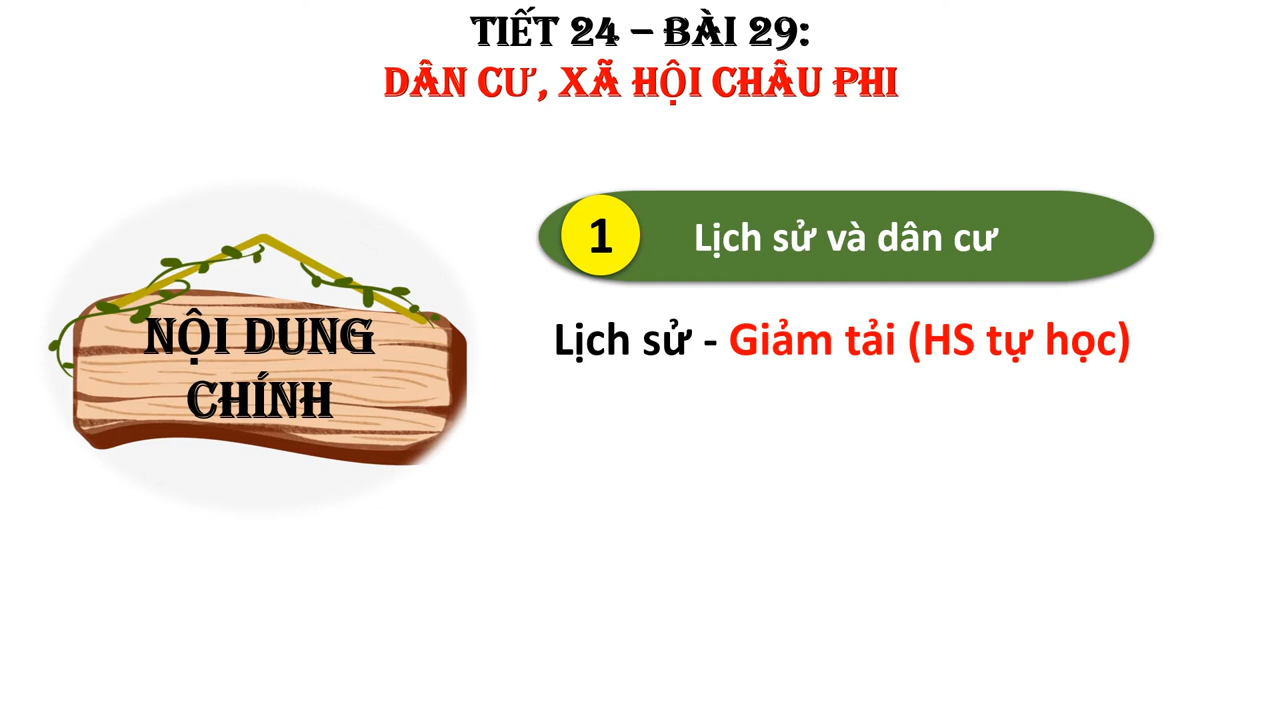 TIẾT 24 – BÀI 29:
DÂN CƯ, XÃ HỘI CHÂU PHI
NỘI DUNG
CHÍNH
1
Lịch sử và dân cư
Lịch sử - Giảm tải (HS tự học)